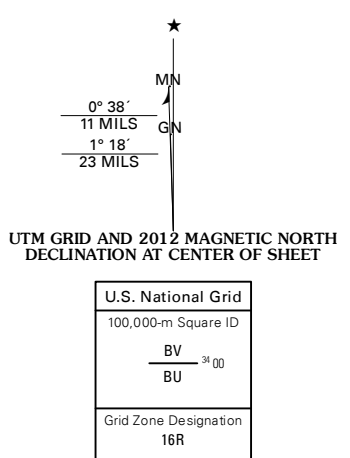 ★
MN
0° 38´
11 MILS
GN
1° 18´
23 MILS
UTM GRID AND 2012 MAGNETIC NORTH
DECLINATION AT CENTER OF SHEET
U.S. National Grid
100,000-m Square ID
BV
34 00
BU
Grid Zone Designation
16R